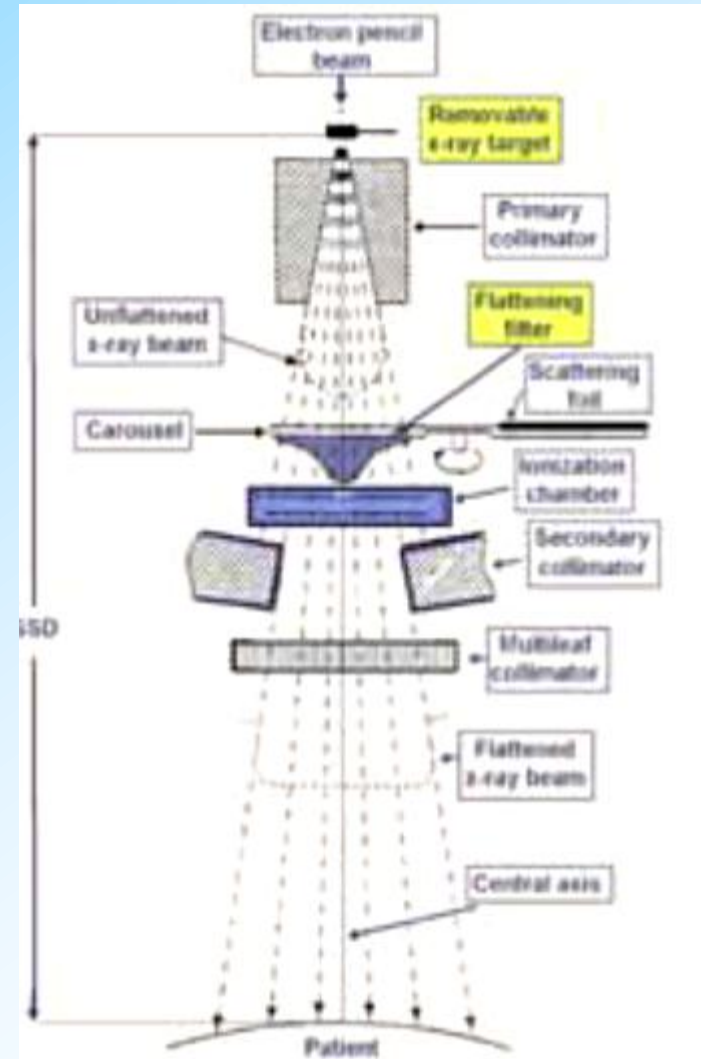 Electron pencil
beam
Removable
x-ray target
Primary
collimator
Unflattened
x-ray beam
Flattening
filter
Scattering
foil
Carousel
Ionization
chamber
Secondary
collimator
SSD
Multileaf
collimator
Flattened
x-ray beam
Central axis
Patient